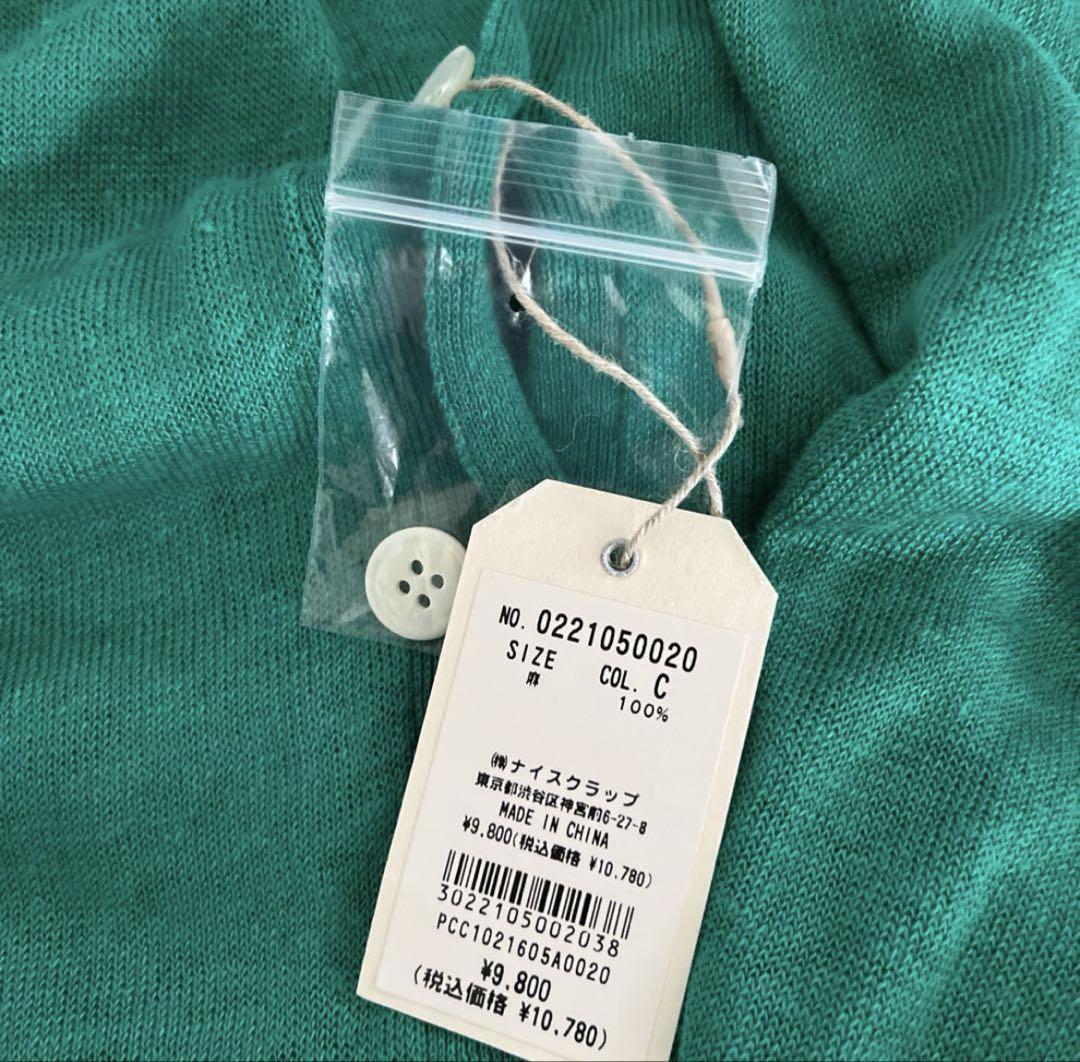 NO. 0221050020
SIZE COL. C
麻 100%
㈱ナイスクラップ
東京都渋谷区神宮前6-27-8
MADE IN CHINA
¥9,800(税込価格 ¥10,780)
3022105002038
PCC1021605A0020
¥9,800
(税込価格 ¥10,780)